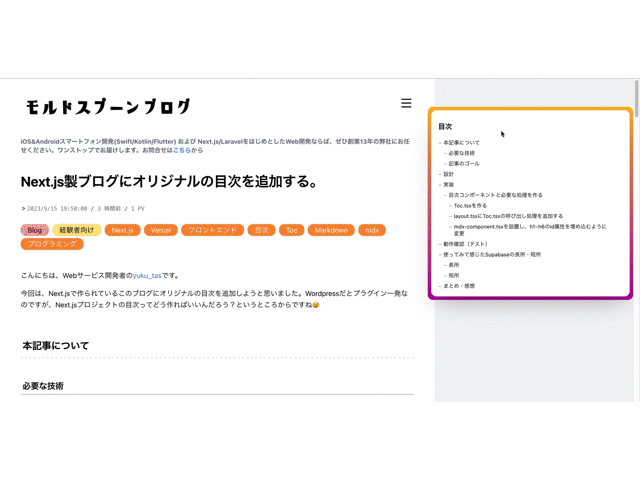 モルドスプーンブログ
iOS&Androidスマートフォン開発(Swift/Kotlin/Flutter) および Next.js/LaravelをはじめとしたWeb開発ならば、ぜひ創業13年の弊社にお任せください。ワンストップでお届けします。お問合せはこちらから
Next.js製ブログにオリジナルの目次を追加する。
> 2023/9/15 19:50:00 / 3 時間前 / 1 PV
Blog 経験者向け Next.js Vercel フロントエンド 目次 Toc Markdown mdx
プログラミング
こんにちは、Webサービス開発者のyuku_tasです。
今回は、Next.jsで作られているこのブログにオリジナルの目次を追加しようと思いました。Wordpressだとプラグイン一発なのですが、Next.jsプロジェクトの目次ってどう作ればいいんだろう？というところからですね😅
本記事について
必要な技術
目次
- 本記事について
- 必要な技術
- 記事のゴール
- 設計
- 実装
- 目次コンポーネントと必要な処理を作る
- Toc.tsxを作る
- layout.tsxにToc.tsxの呼び出し処理を追加する
- mdx-component.tsxを設置し、h1~h6のid属性を埋め込むように変更
- 動作確認（テスト）
- 使ってみて感じたSupabaseの長所・短所
- 長所
- 短所
- まとめ・感想